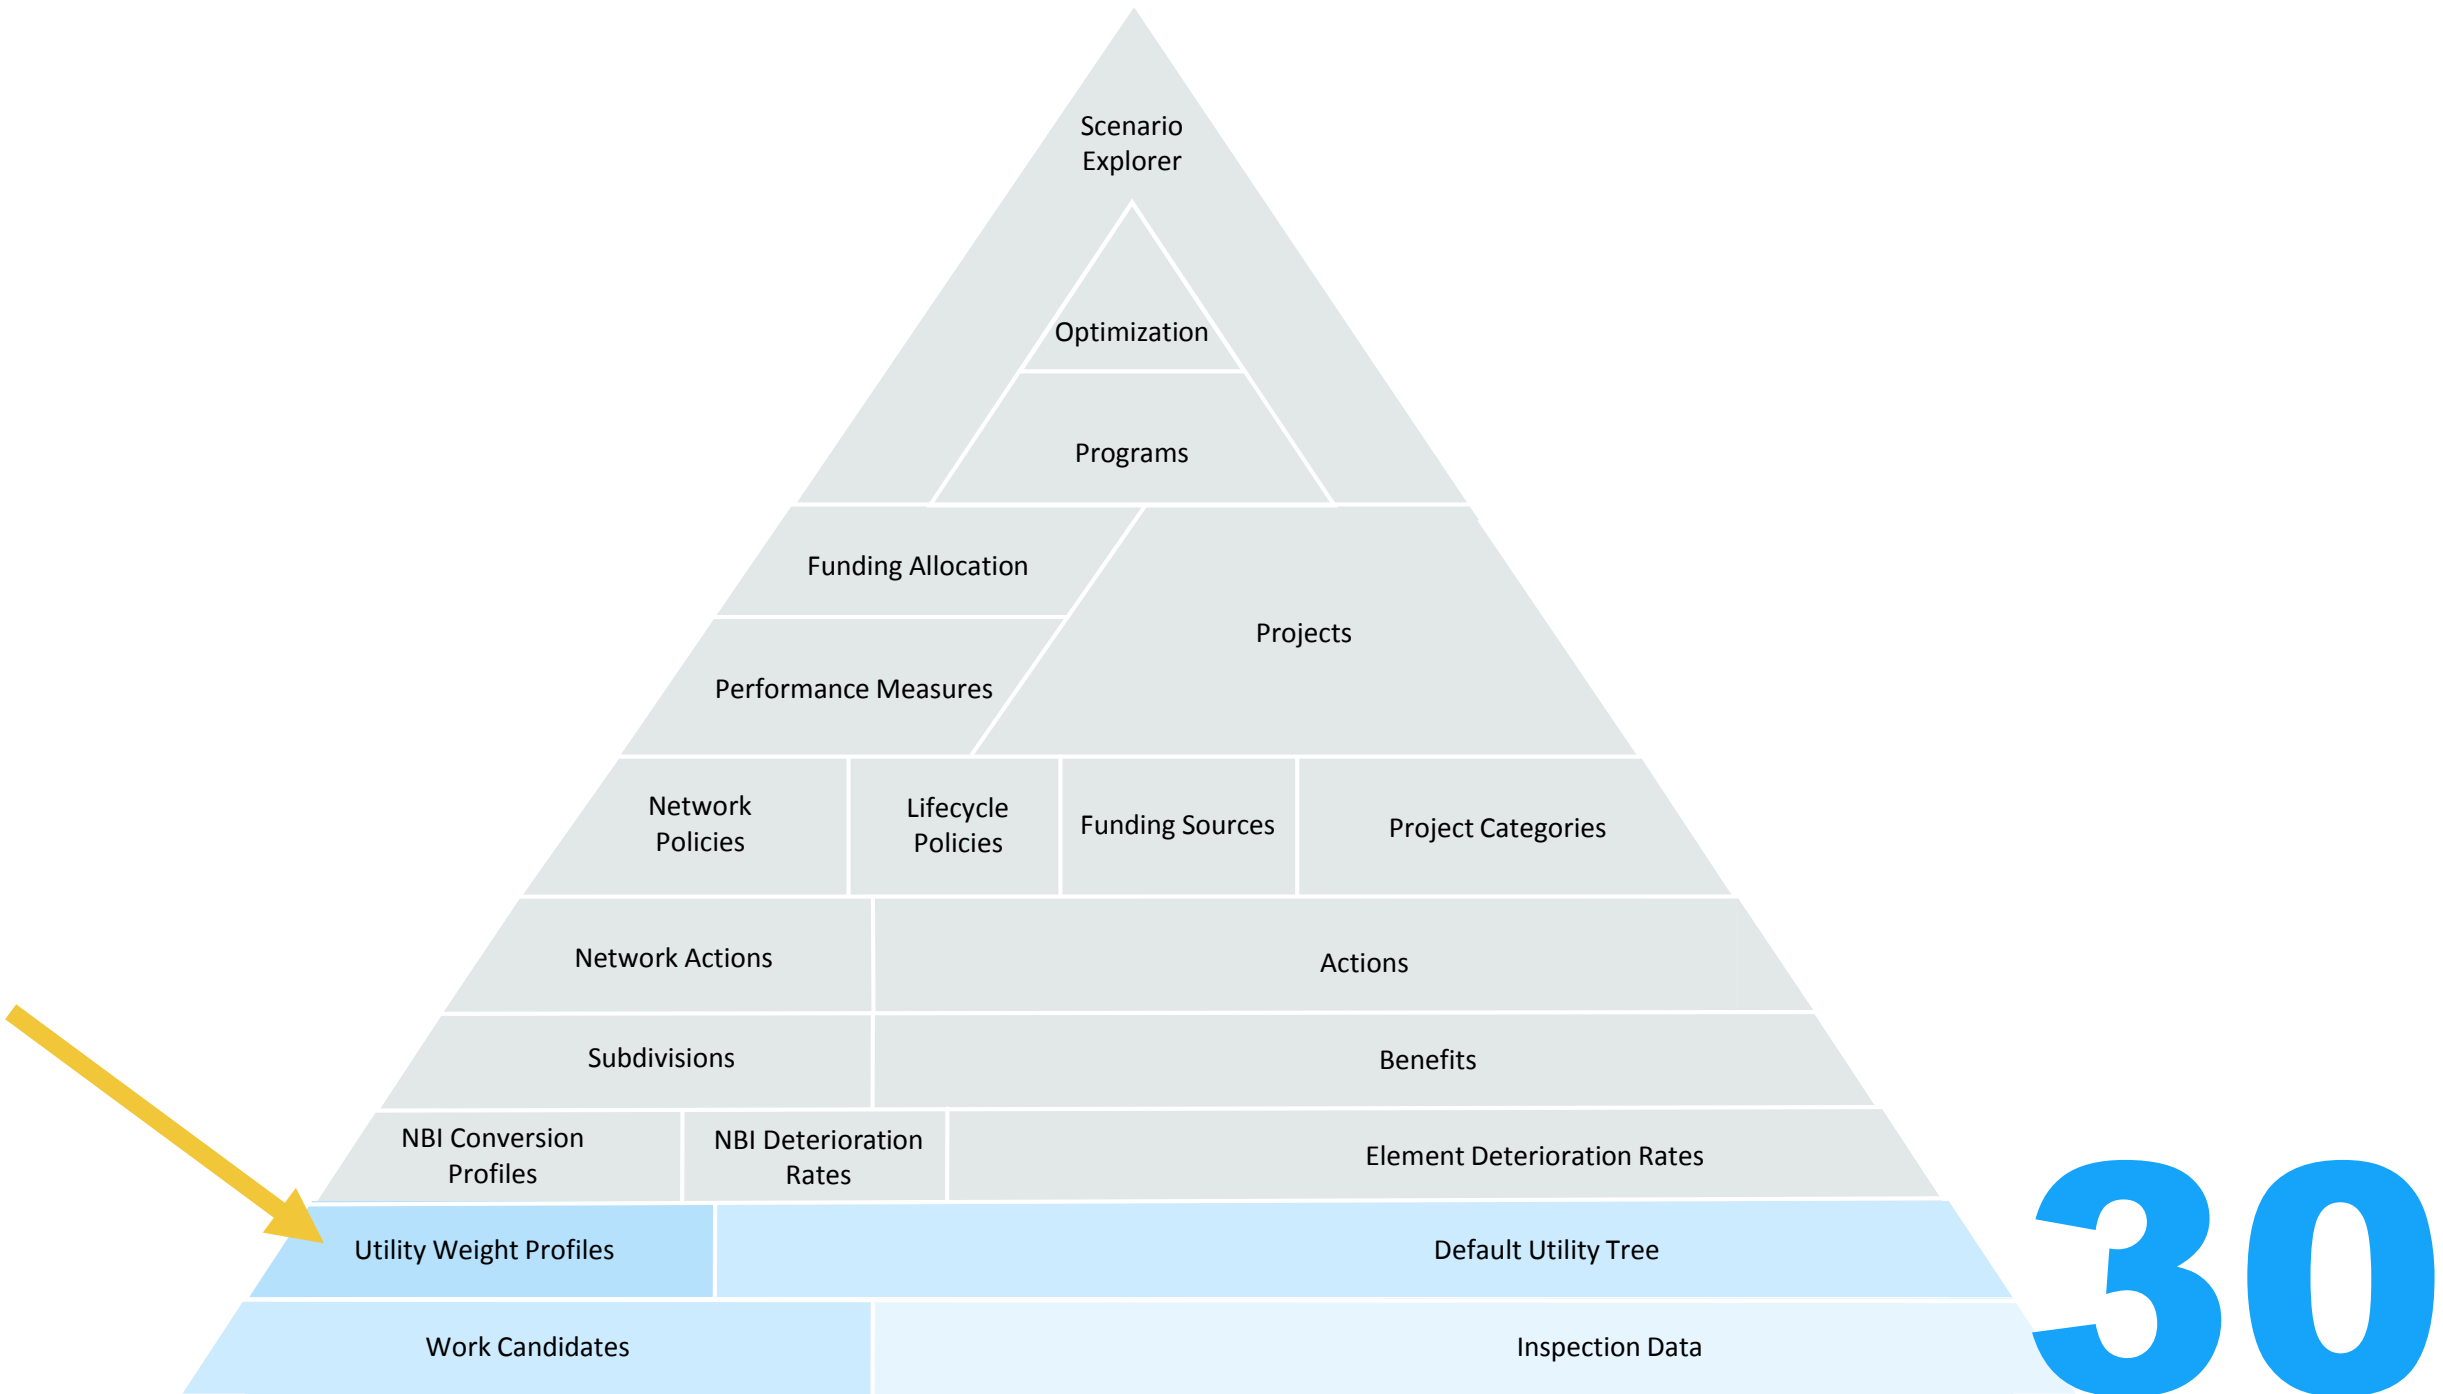 Scenario
Explorer
Optimization
Programs
Funding Allocation
Projects
Performance Measures
Network
Policies
Lifecycle
Policies
Funding Sources
Project Categories
Network Actions
Actions
Subdivisions
Benefits
NBI Conversion
Profiles
NBI Deterioration
Rates
Element Deterioration Rates
Utility Weight Profiles
Default Utility Tree
Work Candidates
Inspection Data
30